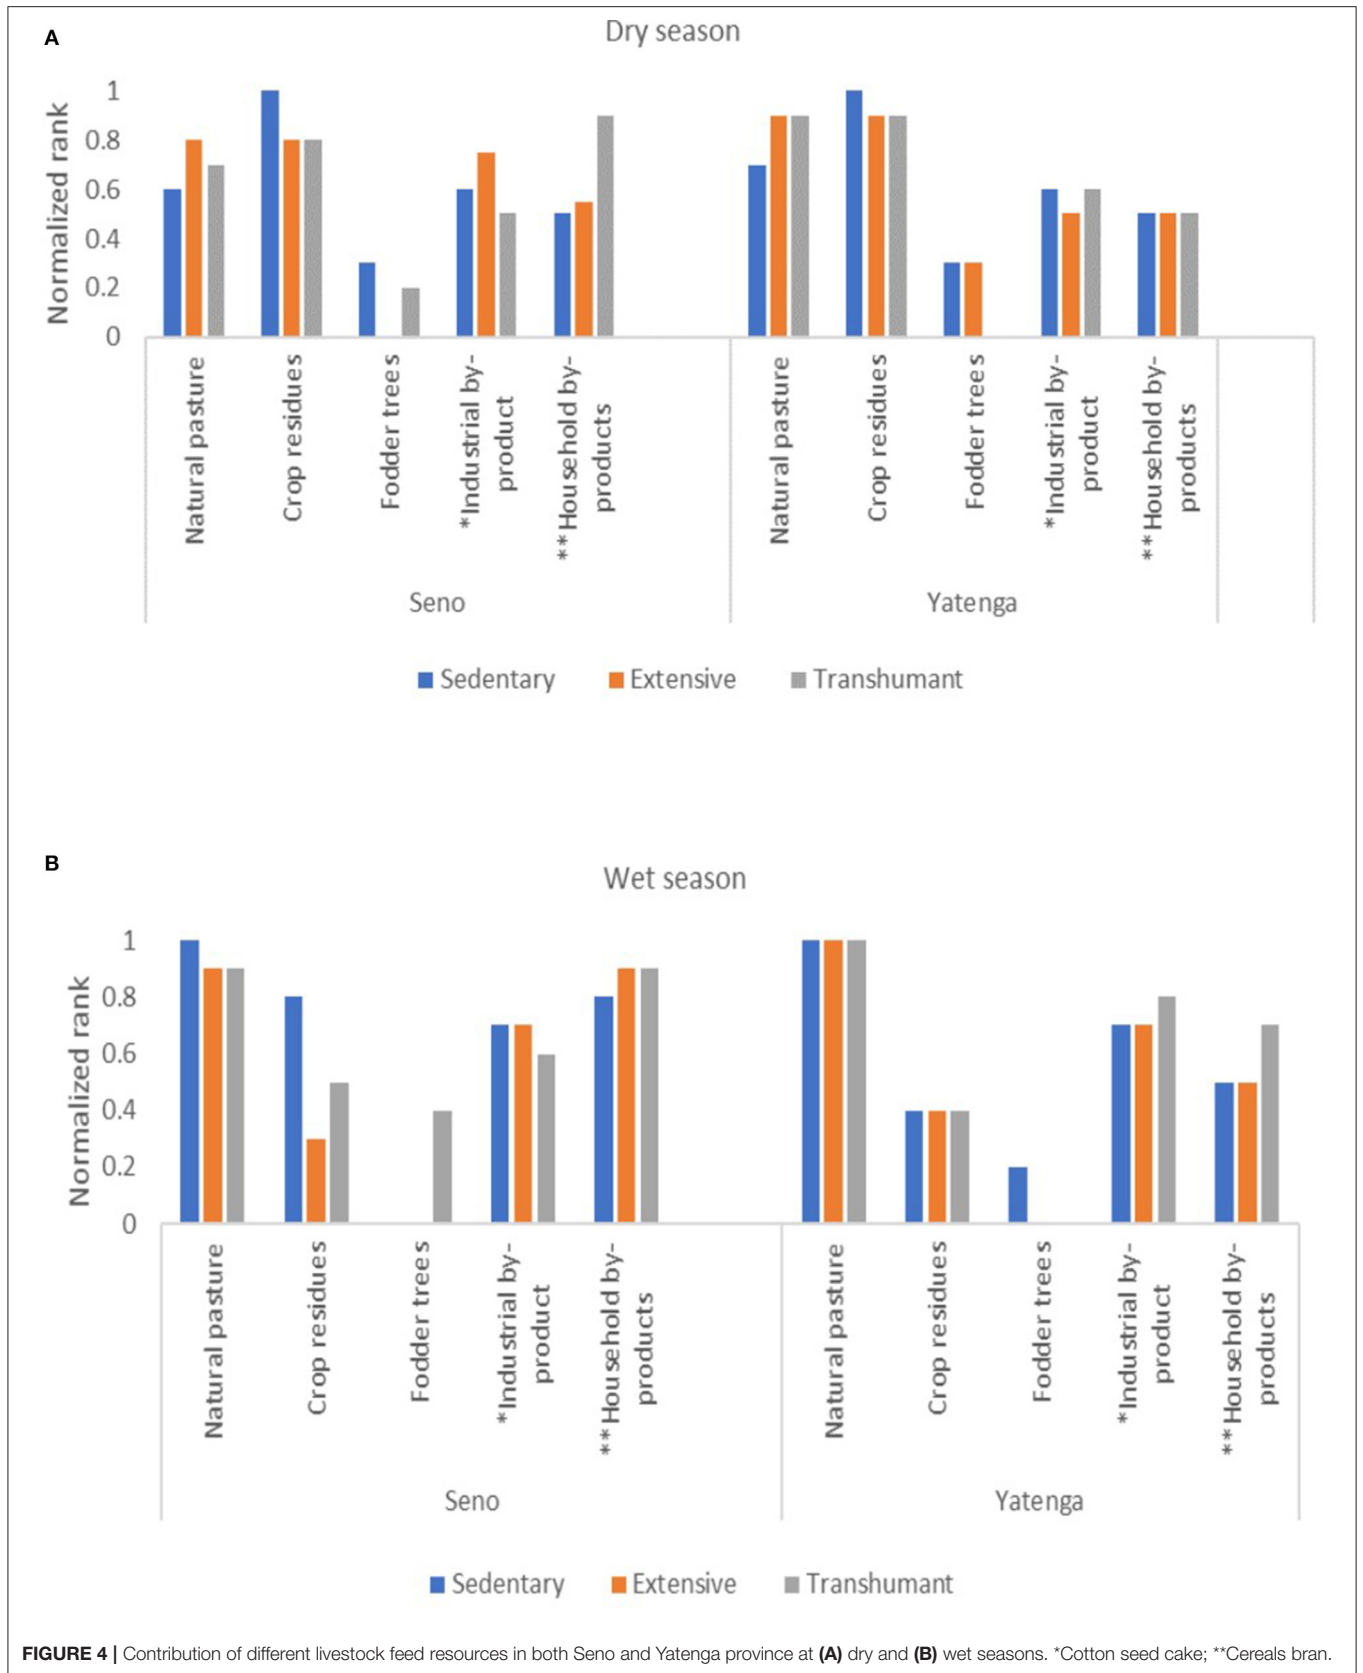 A
Dry season
Normalized rank
1
0.8
0.6
0.4
0.2
0
Natural pasture
Crop residues
Fodder trees
*Industrial by-
product
**Household by-
products
Natural pasture
Crop residues
Fodder trees
*Industrial by-
product
**Household by-
products
Seno
Yatenga
Sedentary
Extensive
Transhumant
B
Wet season
Normalized rank
1
0.8
0.6
0.4
0.2
0
Natural pasture
Crop residues
Fodder trees
*Industrial by-
product
**Household by-
products
Natural pasture
Crop residues
Fodder trees
*Industrial by-
product
**Household by-
products
Seno
Yatenga
Sedentary
Extensive
Transhumant
FIGURE 4 | Contribution of different livestock feed resources in both Seno and Yatenga province at (A) dry and (B) wet seasons. *Cotton seed cake; **Cereals bran.